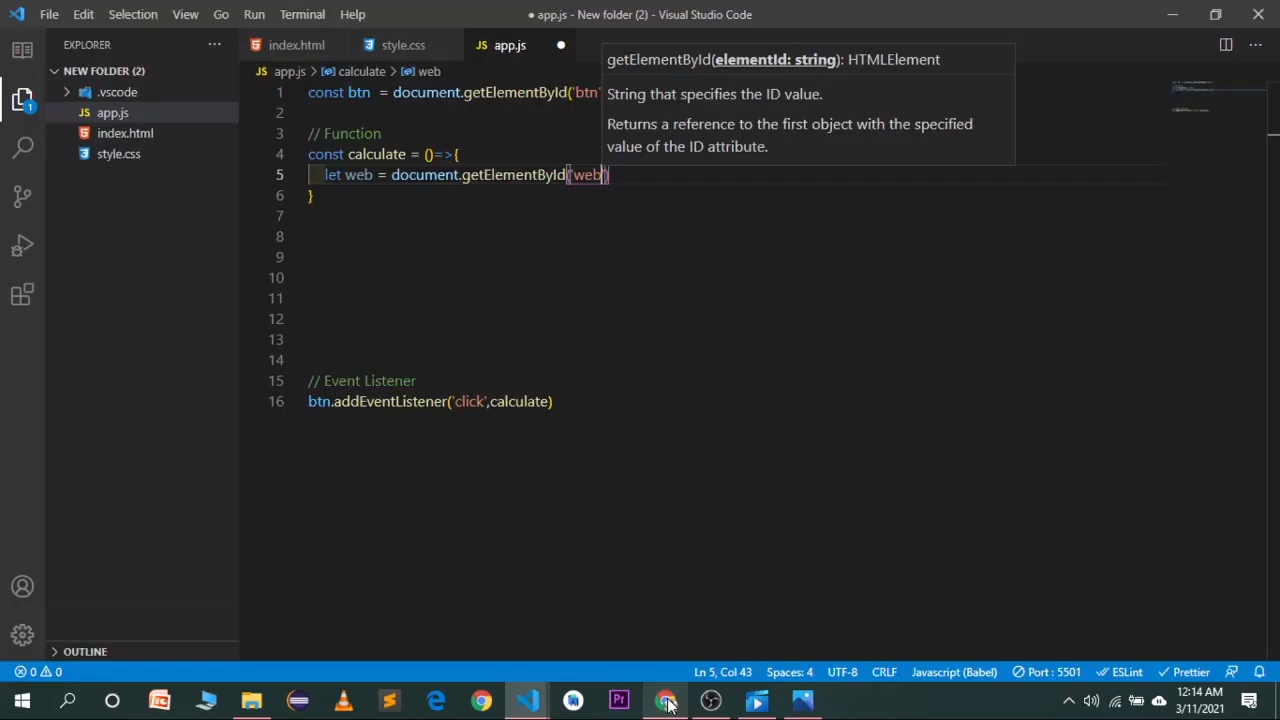 File Edit Selection View Go Run Terminal Help
● app.js - New folder (2) - Visual Studio Code
EXPLORER
index.html
style.css
JS app.js
NEW FOLDER (2)
.vscode
JS app.js
index.html
style.css
OUTLINE
JS app.js > calculate > web
getElementById(elementId: string): HTMLElement
String that specifies the ID value.
Returns a reference to the first object with the specified
value of the ID attribute.
1 const btn = document.getElementById('btn'
2
3 // Function
4 const calculate = ()=>{
5 let web = document.getElementById('web')
6 }
7
8
9
10
11
12
13
14
15 // Event Listener
16 btn.addEventListener('click',calculate)
1
0 0
Ln 5, Col 43 Spaces: 4 UTF-8 CRLF Javascript (Babel) Port : 5501 ESLint Prettier
Pr
12:14 AM
3/11/2021